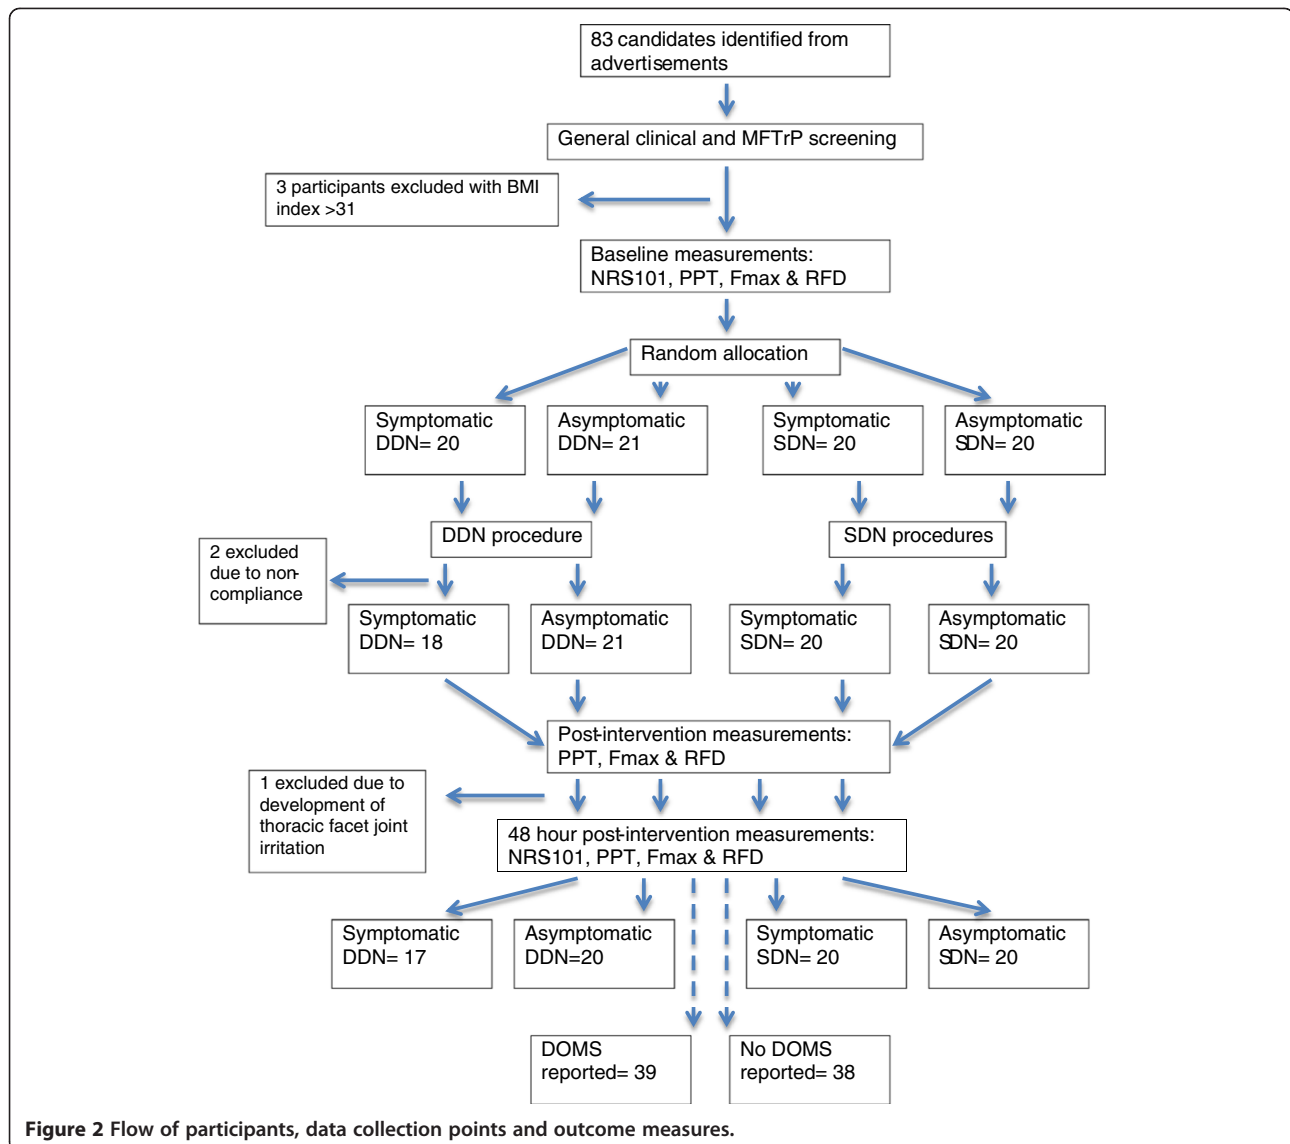 83 candidates identified from
advertisements
General clinical and MFTrP screening
3 participants excluded with BMI
index >31
Baseline measurements:
NRS101, PPT, Fmax & RFD
Random allocation
Symptomatic
DDN= 20
Asymptomatic
DDN= 21
Symptomatic
SDN= 20
Asymptomatic
SDN= 20
DDN procedure
SDN procedures
2 excluded
due to non-
compliance
Symptomatic
DDN= 18
Asymptomatic
DDN= 21
Symptomatic
SDN= 20
Asymptomatic
SDN= 20
Post-intervention measurements:
PPT, Fmax & RFD
1 excluded due to
development of
thoracic facet joint
irritation
48 hour post-intervention measurements:
NRS101, PPT, Fmax & RFD
Symptomatic
DDN= 17
Asymptomatic
DDN=20
Symptomatic
SDN= 20
Asymptomatic
SDN= 20
DOMS
reported= 39
No DOMS
reported= 38
Figure 2 Flow of participants, data collection points and outcome measures.